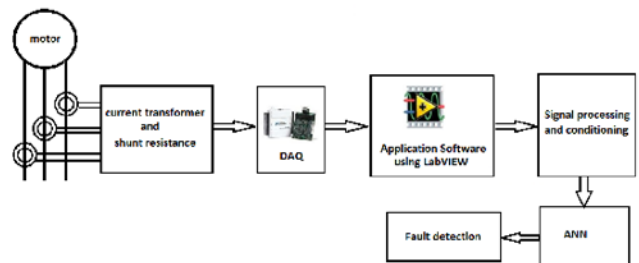 motor
current transformer
and
shunt resistance
DAQ
Application Software
using LabVIEW
Signal processing
and conditioning
ANN
Fault detection